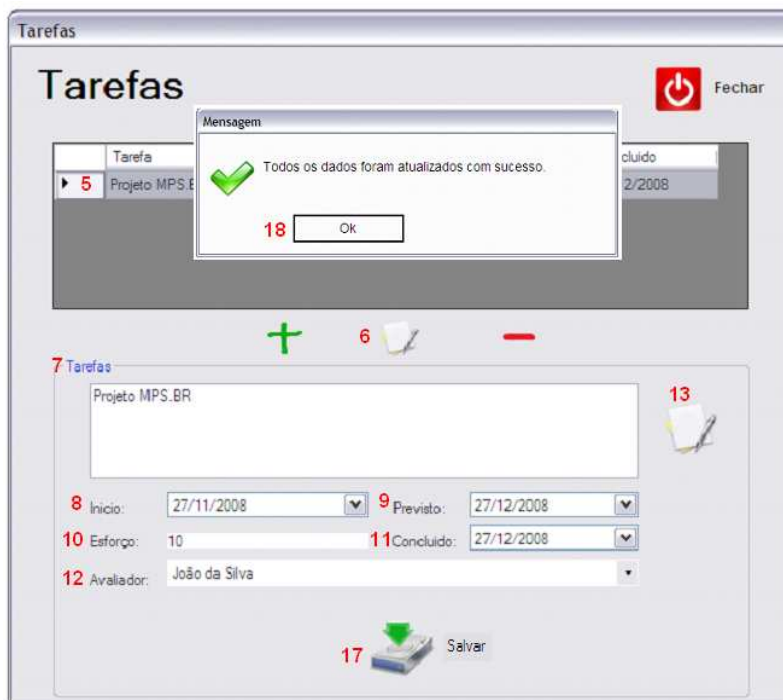 Tarefas
Tarefas
Fechar
Mensagem
Todos os dados foram atualizados com sucesso.
18 Ok
Tarefa cluido
5 Projeto MPS.B 2/2008
6
7 Tarefas
Projeto MPS.BR
13
8 Inicio: 27/11/2008 9 Previsto: 27/12/2008
10 Esforço: 10 11 Concluido: 27/12/2008
12 Avaliador: João da Silva
17 Salvar